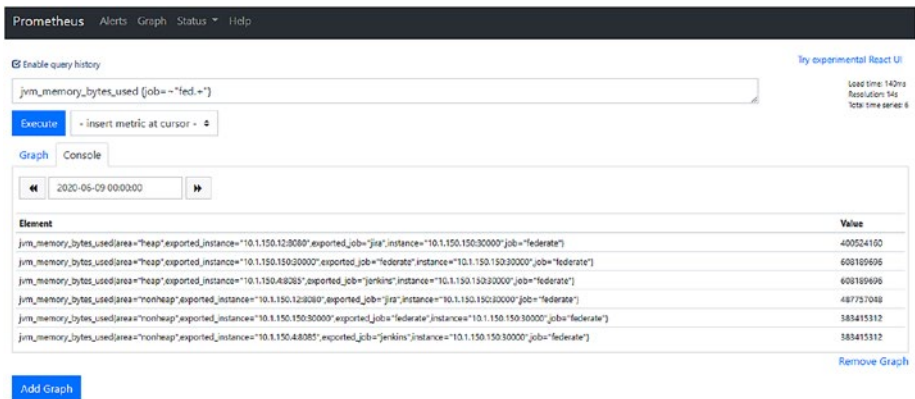 Prometheus Alerts Graph Status Help
Enable query history
Try experimental React UI
jvm_memory_bytes_used {job=~"fed.+"}
Load time: 140ms
Resolution: 14s
Total time series: 6
Execute
- insert metric at cursor -
Graph
Console
2020-06-09 00:00:00
Element Value
jvm_memory_bytes_used{area="heap",exported_instance="10.1.150.12:8080",exported_job="jira",instance="10.1.150.150:30000",job="federate"} 400524160
jvm_memory_bytes_used{area="heap",exported_instance="10.1.150.150:30000",exported_job="federate",instance="10.1.150.150:30000",job="federate"} 608189696
jvm_memory_bytes_used{area="heap",exported_instance="10.1.150.4:8085",exported_job="jenkins",instance="10.1.150.150:30000",job="federate"} 608189696
jvm_memory_bytes_used{area="nonheap",exported_instance="10.1.150.12:8080",exported_job="jira",instance="10.1.150.150:30000",job="federate"} 487757048
jvm_memory_bytes_used{area="nonheap",exported_instance="10.1.150.150:30000",exported_job="federate",instance="10.1.150.150:30000",job="federate"} 383415312
jvm_memory_bytes_used{area="nonheap",exported_instance="10.1.150.4:8085",exported_job="jenkins",instance="10.1.150.150:30000",job="federate"} 383415312
Remove Graph
Add Graph